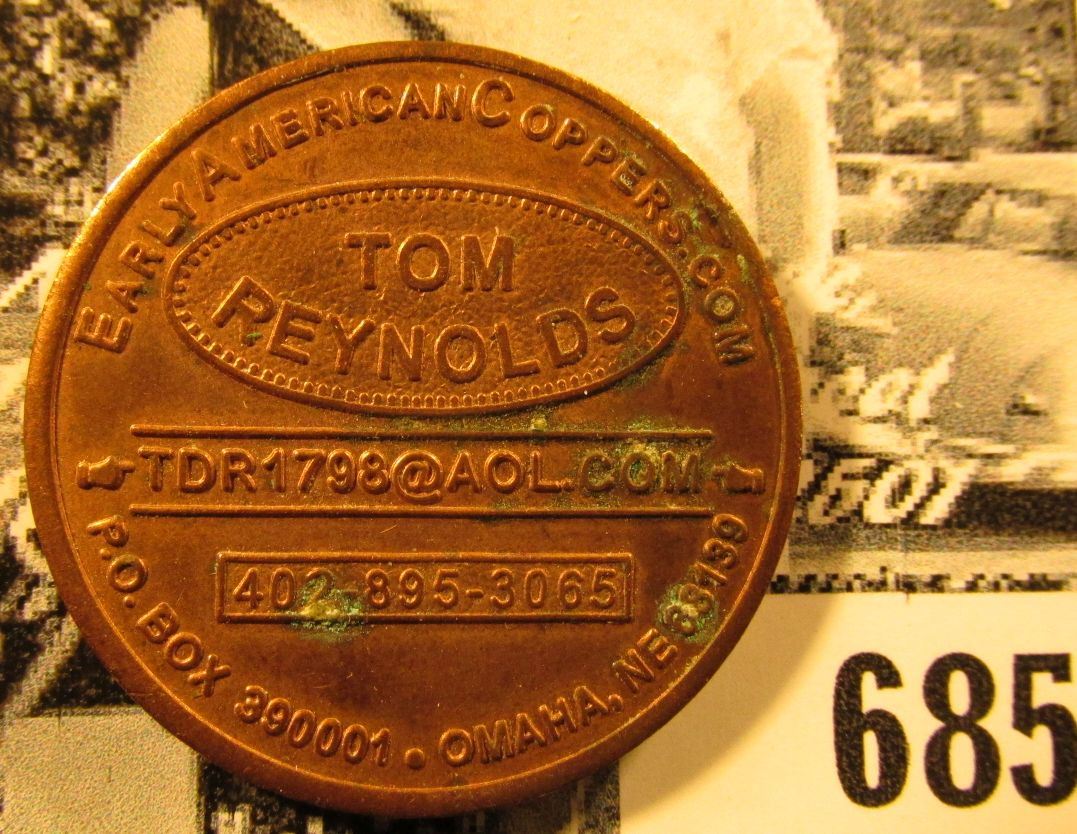 EARLYAMERICANCOPPERS.COM
TOM
REYNOLDS
TDR1798@AOL.COM
402-895-3065
P.O. BOX 390001 • OMAHA, NE 68139
685